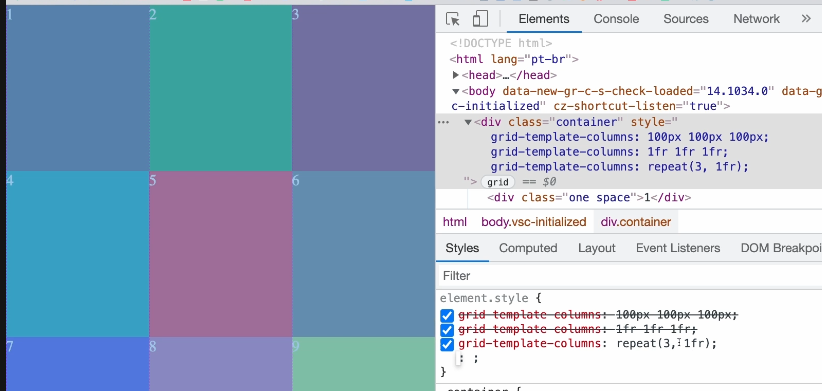 1 2 3
4 5 6
7 8 9
Elements Console Sources Network »
<!DOCTYPE html>
<html lang="pt-br">
▶<head>…</head>
▼<body data-new-gr-c-s-check-loaded="14.1034.0" data-g
c-initialized" cz-shortcut-listen="true">
••• ▼<div class="container" style="
grid-template-columns: 100px 100px 100px;
grid-template-columns: 1fr 1fr 1fr;
grid-template-columns: repeat(3, 1fr);
"> grid == $0
<div class="one space">1</div>
html body.vsc-initialized div.container
Styles Computed Layout Event Listeners DOM Breakpoi
Filter
element.style {
grid-template-columns: 100px 100px 100px;
grid-template-columns: 1fr 1fr 1fr;
grid-template-columns: repeat(3, 1fr);
: ;
}
.container {